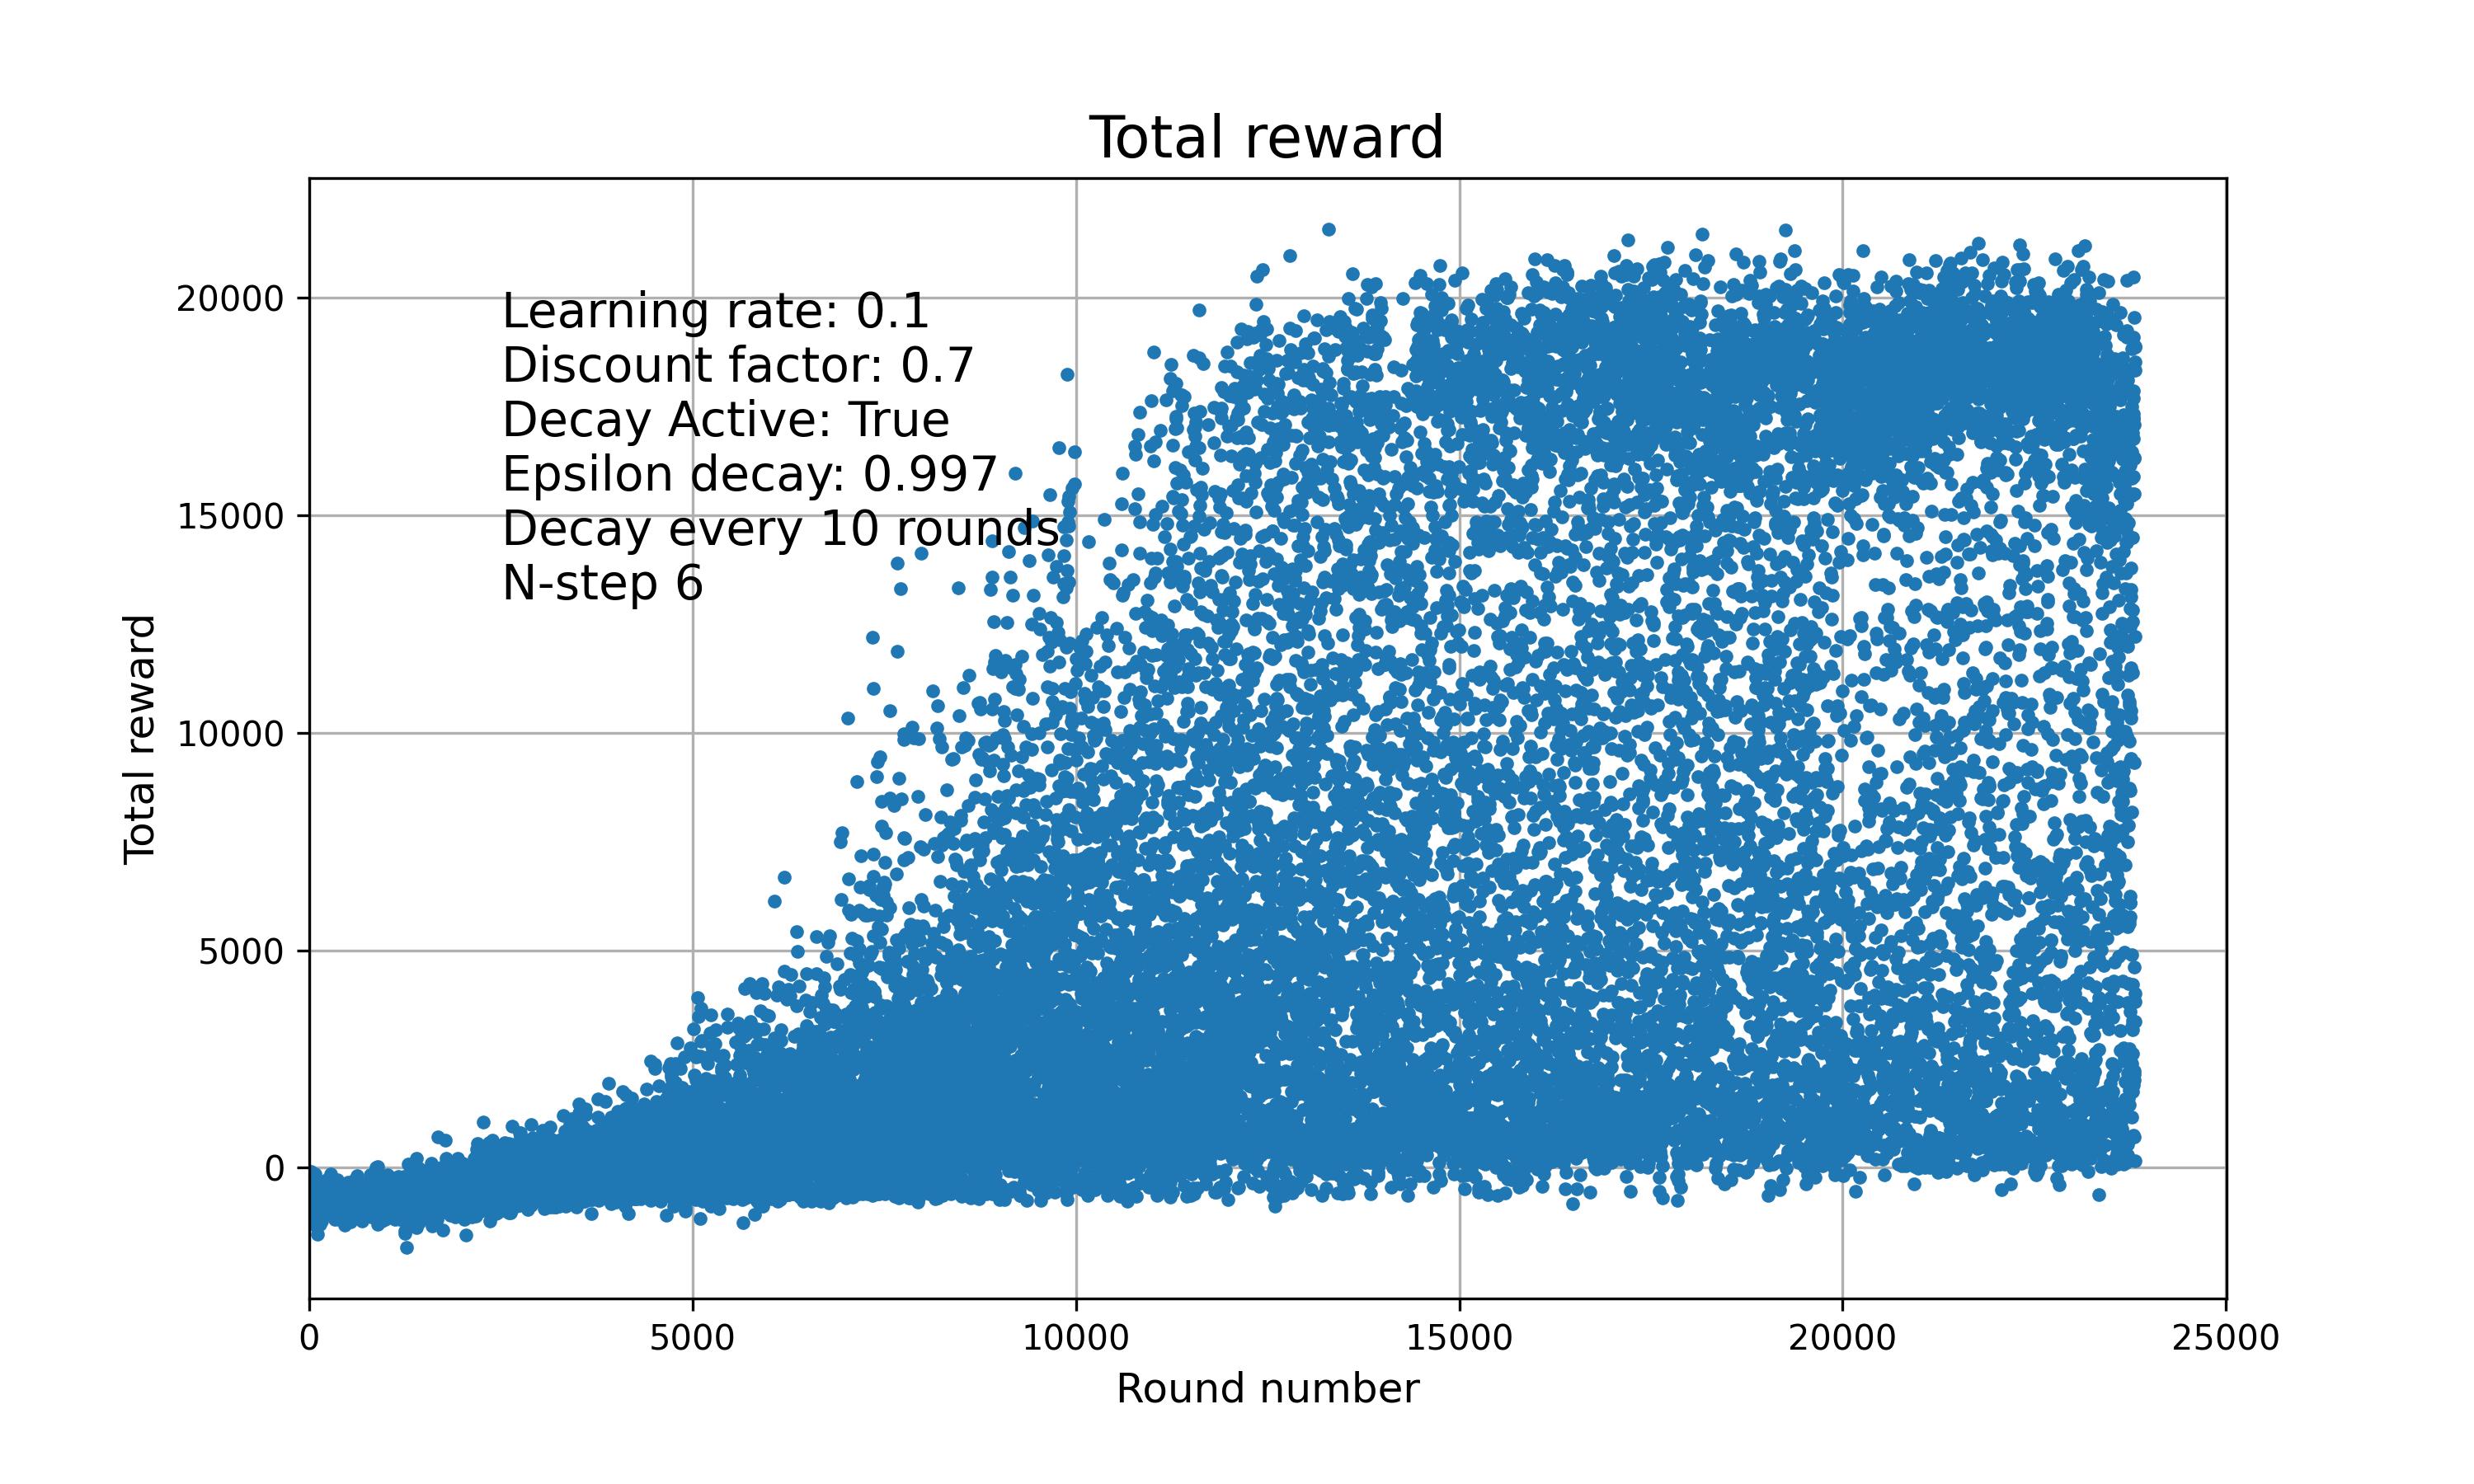 Total reward
Learning rate: 0.1
Discount factor: 0.7
Decay Active: True
Epsilon decay: 0.997
Decay every 10 rounds
N-step 6
Total reward
20000
15000
10000
5000
0
0 5000 10000 15000 20000 25000
Round number